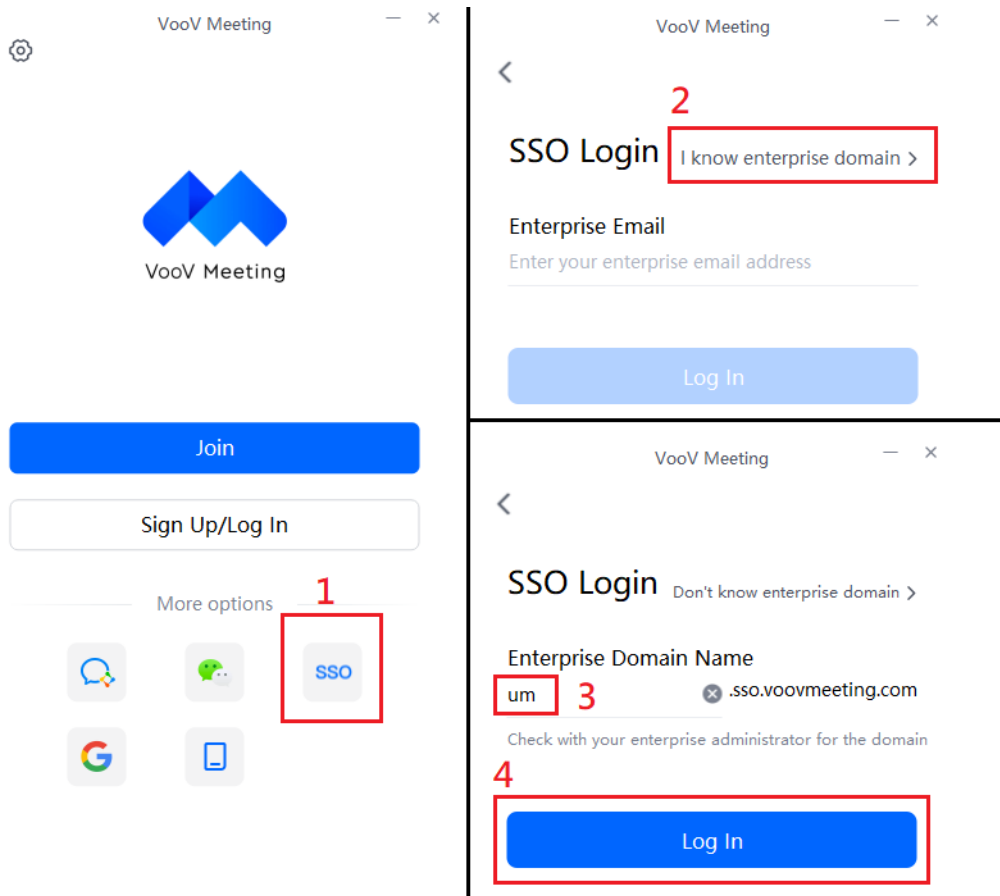 VooV Meeting
VooV Meeting
Join
Sign Up/Log In
More options
1
SSO
VooV Meeting
2
SSO Login I know enterprise domain >
Enterprise Email
Enter your enterprise email address
Log In
VooV Meeting
SSO Login Don't know enterprise domain >
Enterprise Domain Name
um 3 .sso.voovmeeting.com
Check with your enterprise administrator for the domain
4
Log In